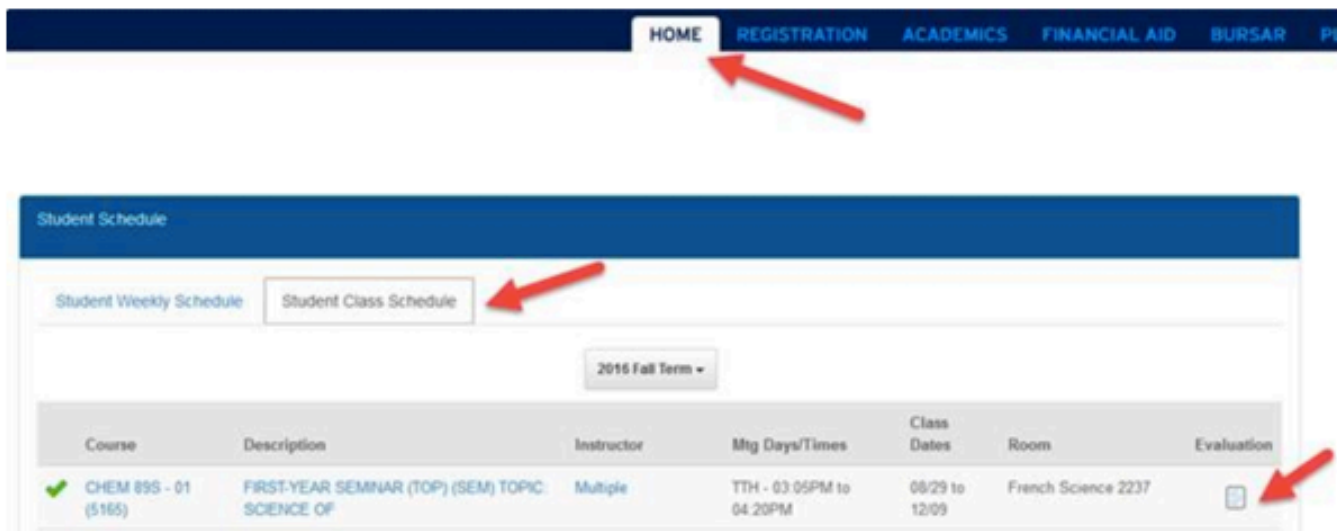 HOME REGISTRATION ACADEMICS FINANCIAL AID BURSAR
Student Schedule
Student Weekly Schedule Student Class Schedule
2016 Fall Term
Class
Course Description Instructor Mtg Days/Times Dates Room Evaluation
CHEM 89S - 01 FIRST-YEAR SEMINAR (TOP) (SEM) TOPIC: Multiple TTH - 03:05PM to 08/29 to French Science 2237
(5165) SCIENCE OF 04:20PM 12/09